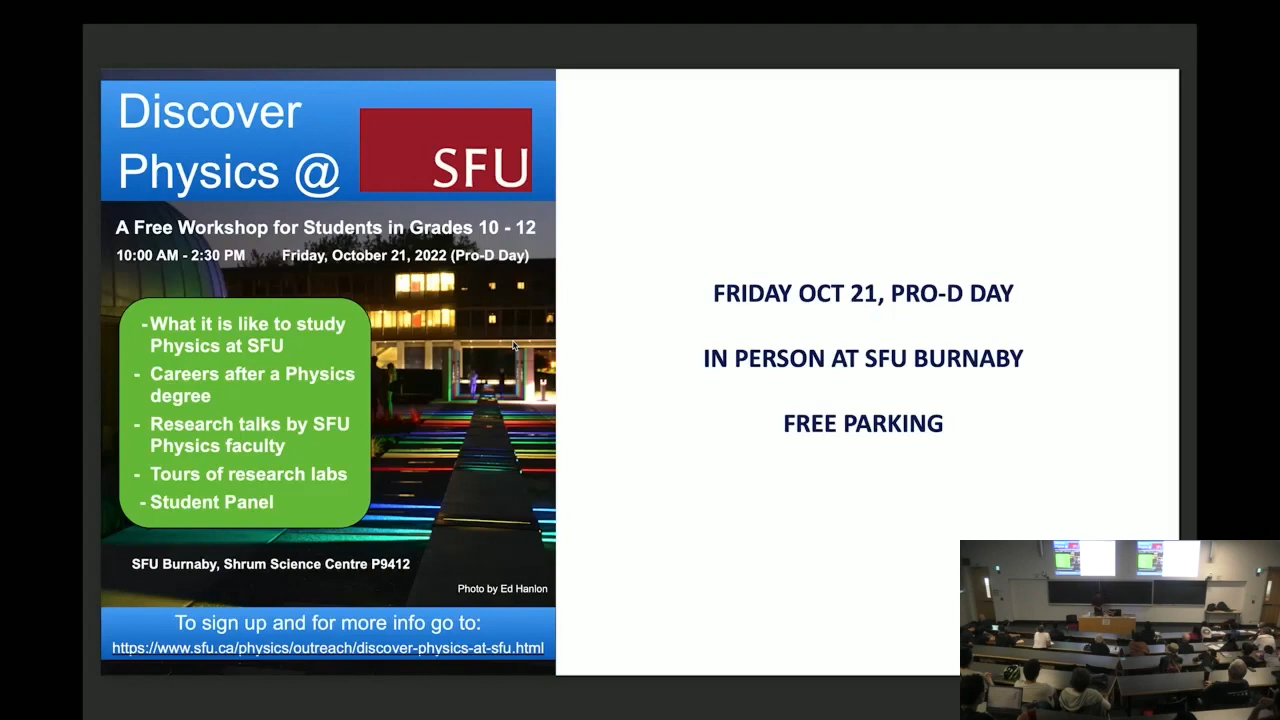 Discover
Physics @
SFU
A Free Workshop for Students in Grades 10 - 12
10:00 AM - 2:30 PM Friday, October 21, 2022 (Pro-D Day)
-What it is like to study
Physics at SFU
- Careers after a Physics
degree
- Research talks by SFU
Physics faculty
- Tours of research labs
- Student Panel
SFU Burnaby, Shrum Science Centre P9412
Photo by Ed Hanlon
To sign up and for more info go to:
https://www.sfu.ca/physics/outreach/discover-physics-at-sfu.html
FRIDAY OCT 21, PRO-D DAY
IN PERSON AT SFU BURNABY
FREE PARKING